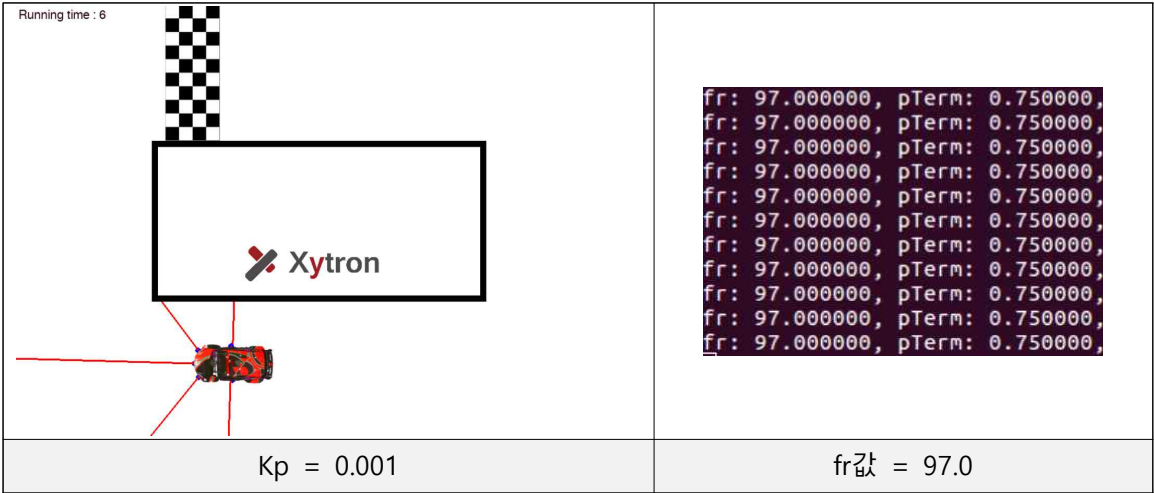 Running time : 6
Xytron
fr: 97.000000, pTerm: 0.750000,
fr: 97.000000, pTerm: 0.750000,
fr: 97.000000, pTerm: 0.750000,
fr: 97.000000, pTerm: 0.750000,
fr: 97.000000, pTerm: 0.750000,
fr: 97.000000, pTerm: 0.750000,
fr: 97.000000, pTerm: 0.750000,
fr: 97.000000, pTerm: 0.750000,
fr: 97.000000, pTerm: 0.750000,
fr: 97.000000, pTerm: 0.750000,
fr: 97.000000, pTerm: 0.750000,
Kp = 0.001
fr값 = 97.0